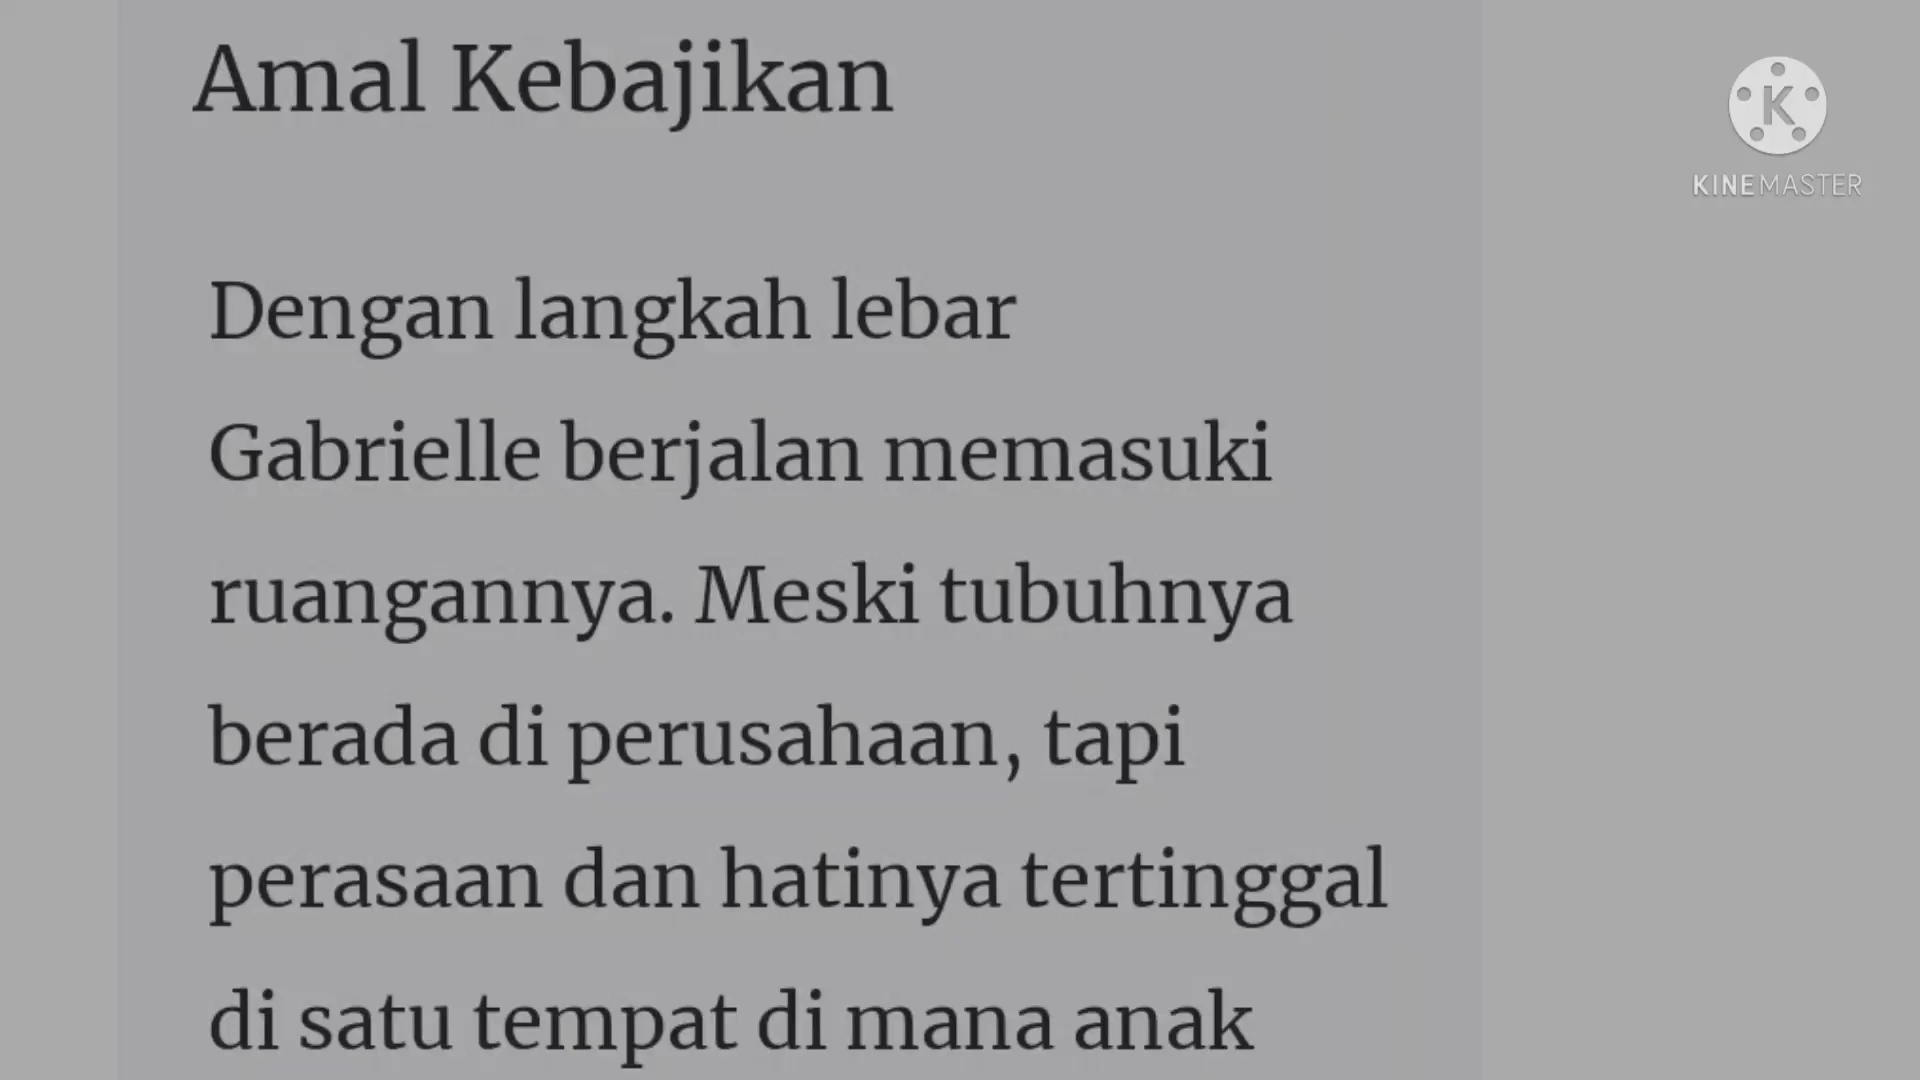 Amal Kebajikan
K
KINEMASTER
Dengan langkah lebar
Gabrielle berjalan memasuki
ruangannya. Meski tubuhnya
berada di perusahaan, tapi
perasaan dan hatinya tertinggal
di satu tempat di mana anak